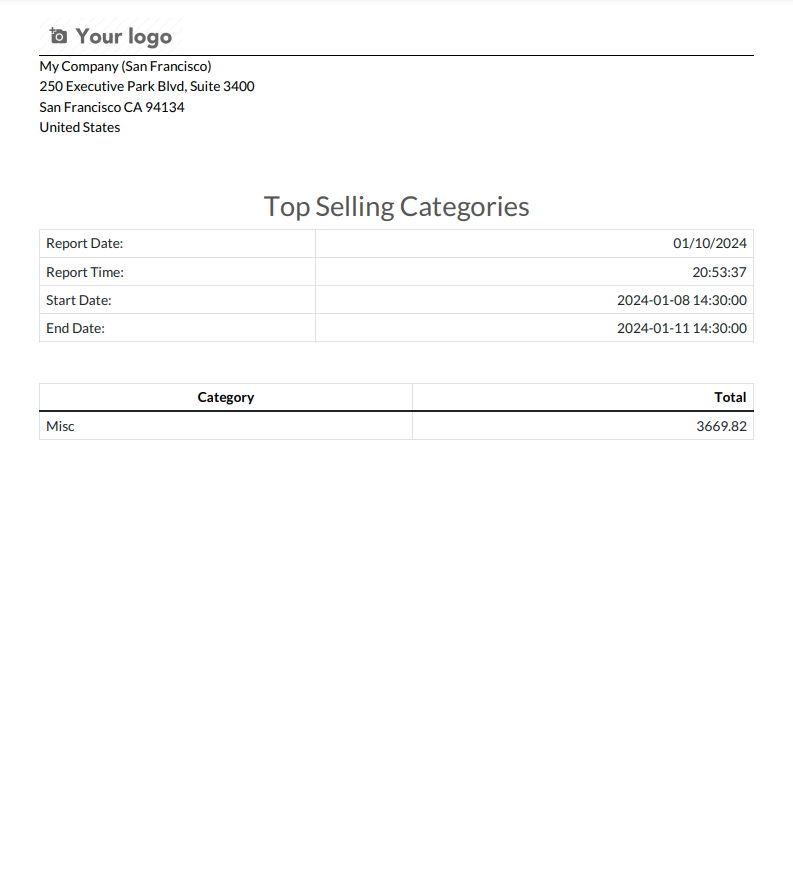 Your logo
My Company (San Francisco)
250 Executive Park Blvd, Suite 3400
San Francisco CA 94134
United States
Top Selling Categories
Report Date: 01/10/2024
Report Time: 20:53:37
Start Date: 2024-01-08 14:30:00
End Date: 2024-01-11 14:30:00
Category Total
Misc 3669.82